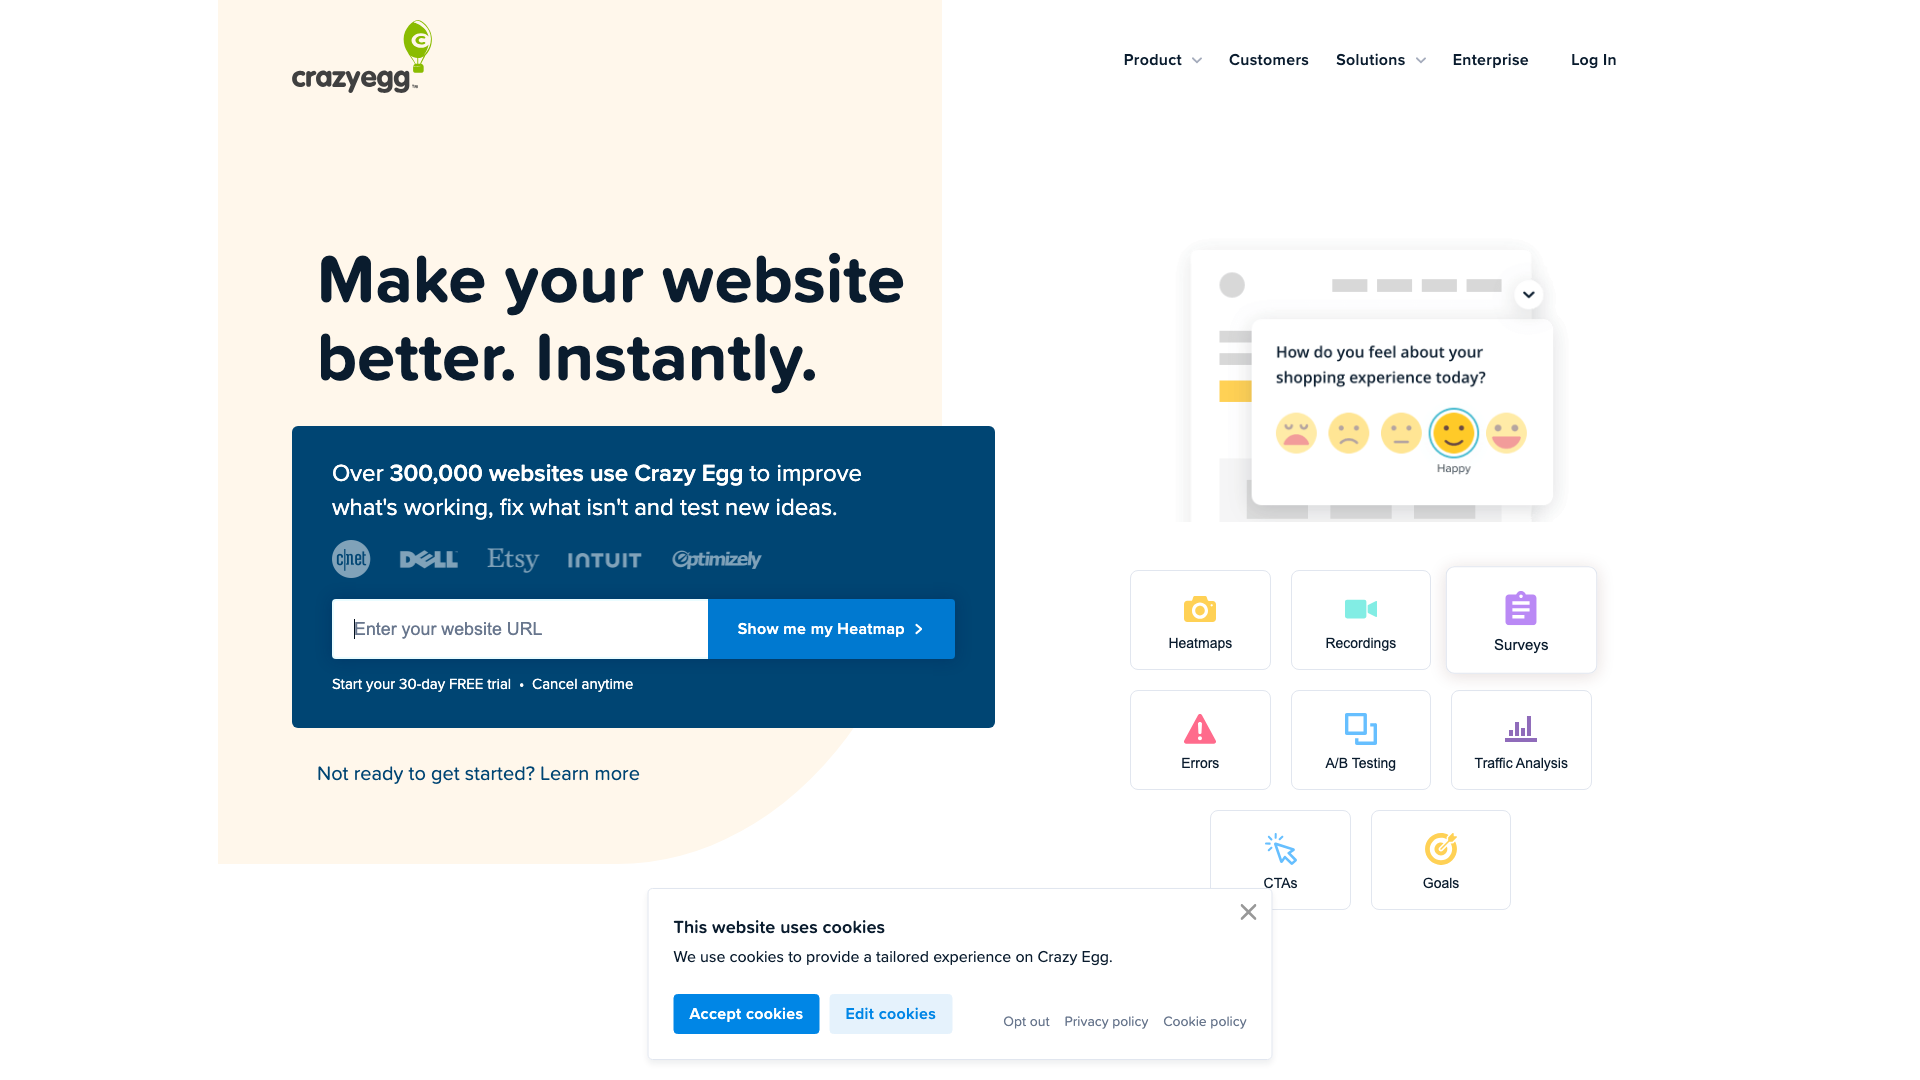 crazyegg™
Product
Customers
Solutions
Enterprise
Log In
Make your website
better. Instantly.
Over 300,000 websites use Crazy Egg to improve
what's working, fix what isn't and test new ideas.
c|net
DELL
Etsy
INTUIT
Optimizely
Enter your website URL
Show me my Heatmap
Start your 30-day FREE trial • Cancel anytime
Not ready to get started? Learn more
How do you feel about your
shopping experience today?
Happy
Heatmaps
Recordings
Surveys
Errors
A/B Testing
Traffic Analysis
CTAs
Goals
This website uses cookies
We use cookies to provide a tailored experience on Crazy Egg.
Accept cookies
Edit cookies
Opt out
Privacy policy
Cookie policy